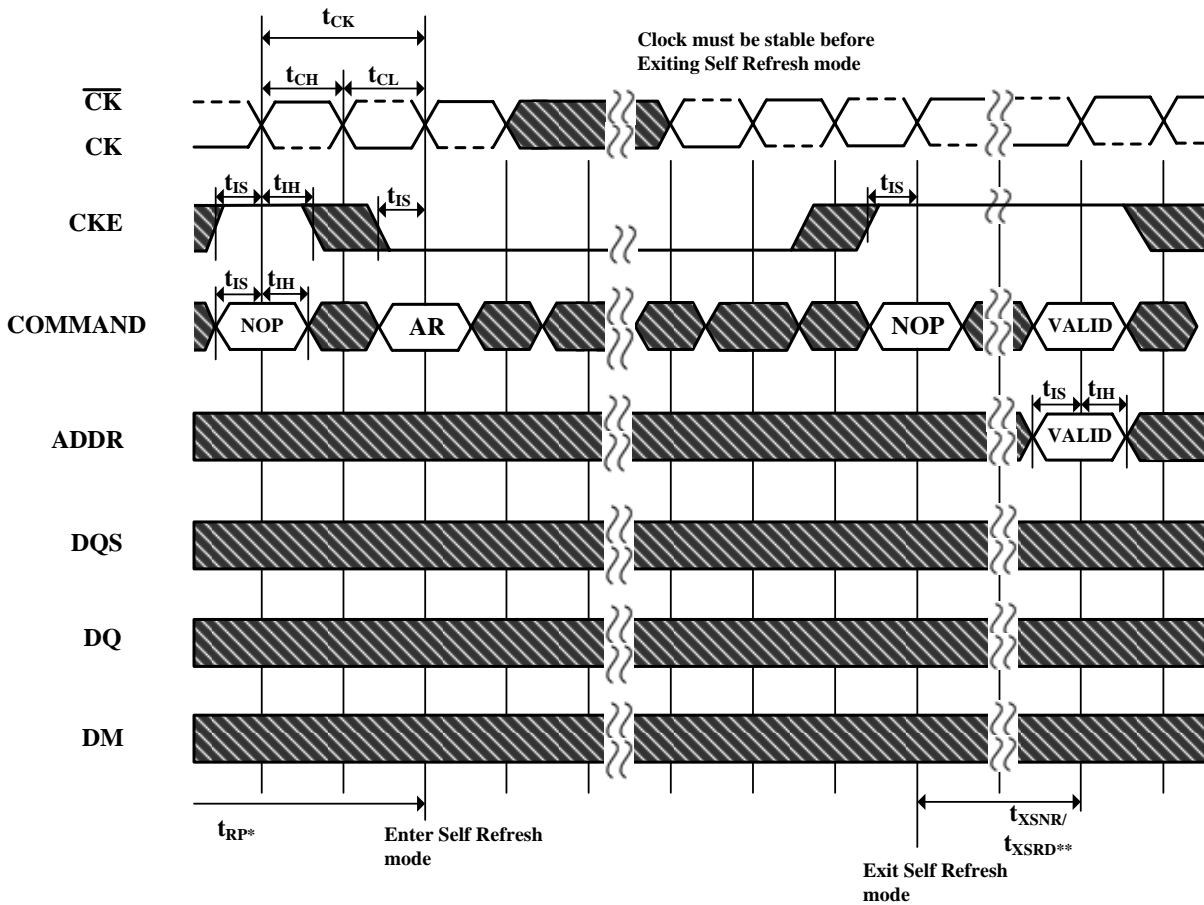 tCK
Clock must be stable before
Exiting Self Refresh mode
tCH
tCL
CK
CK
tIS
tIH
tIS
tIS
CKE
tIS
tIH
COMMAND
NOP
AR
NOP
VALID
tIS
tIH
ADDR
VALID
DQS
DQ
DM
tRP*
Enter Self Refresh
mode
tXSNR/
tXSRD**
Exit Self Refresh
mode